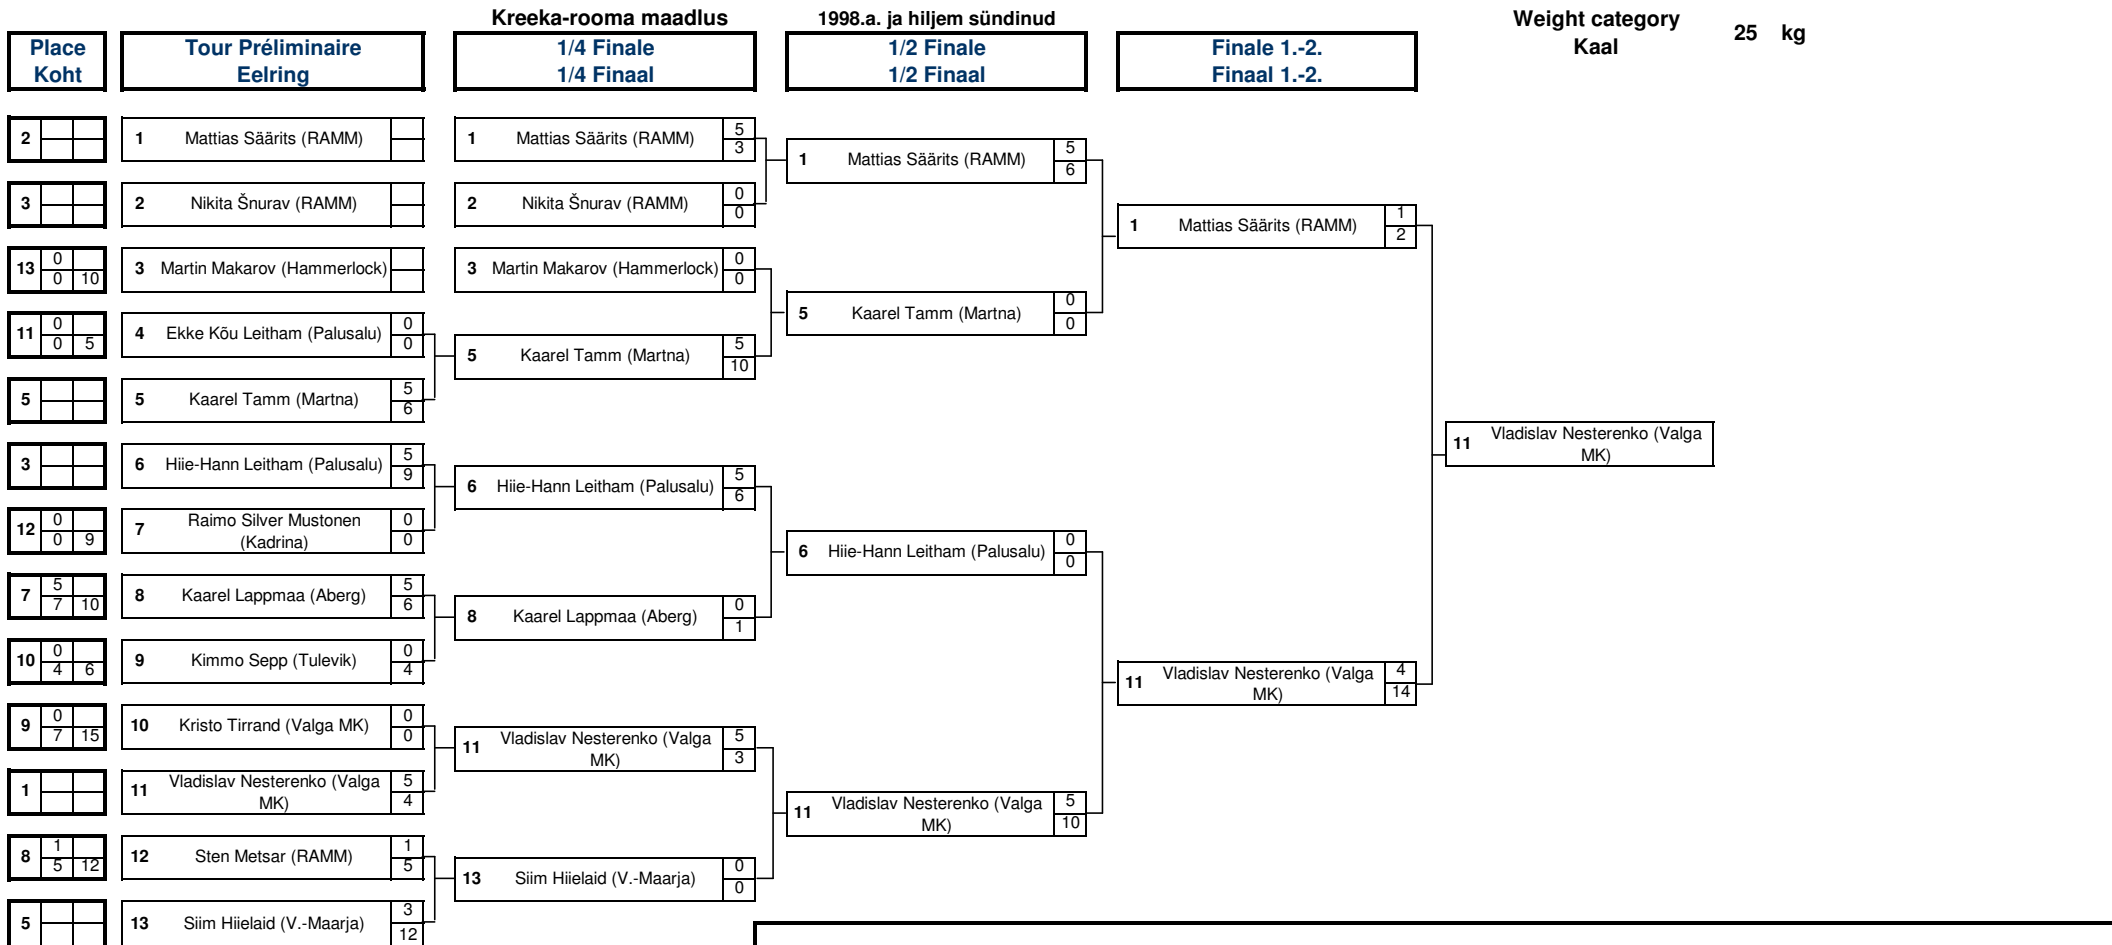 Kreeka-rooma maadlus 1998.a. ja hiljem sündinud Weight category 25 kg
Kaal
Place Tour Préliminaire 1/4 Finale 1/2 Finale Finale 1.-2.
Koht Eelring 1/4 Finaal 1/2 Finaal Finaal 1.-2.
2 1 Mattias Säärits (RAMM)
3 2 Nikita Šnurav (RAMM)
13 0 0 10 3 Martin Makarov (Hammerlock)
11 0 0 5 4 Ekke Kõu Leitham (Palusalu) 0 0
5 5 Kaarel Tamm (Martna) 5 6
3 6 Hiie-Hann Leitham (Palusalu) 5 9
12 0 0 9 7 Raimo Silver Mustonen
(Kadrina) 0 0
7 5 7 10 8 Kaarel Lappmaa (Aberg) 5 6
10 0 4 6 9 Kimmo Sepp (Tulevik) 0 4
9 0 7 15 10 Kristo Tirrand (Valga MK) 0 0
1 11 Vladislav Nesterenko (Valga
MK) 5 4
8 1 5 12 12 Sten Metsar (RAMM) 1 5
5 13 Siim Hiielaid (V.-Maarja) 3 12
1 Mattias Säärits (RAMM) 5 3
2 Nikita Šnurav (RAMM) 0 0
3 Martin Makarov (Hammerlock) 0 0
5 Kaarel Tamm (Martna) 5 10
6 Hiie-Hann Leitham (Palusalu) 5 6
8 Kaarel Lappmaa (Aberg) 0 1
11 Vladislav Nesterenko (Valga
MK) 5 3
13 Siim Hiielaid (V.-Maarja) 0 0
1 Mattias Säärits (RAMM) 5 6
5 Kaarel Tamm (Martna) 0 0
6 Hiie-Hann Leitham (Palusalu) 0 0
11 Vladislav Nesterenko (Valga
MK) 5 10
1 Mattias Säärits (RAMM) 1 2
11 Vladislav Nesterenko (Valga
MK) 4 14
11 Vladislav Nesterenko (Valga
MK)